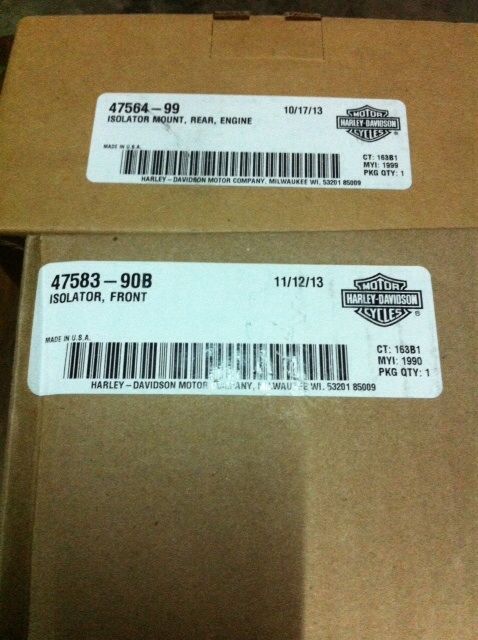 47564-99
10/17/13
ISOLATOR MOUNT, REAR, ENGINE
MOTOR
HARLEY-DAVIDSON
CYCLES
®
MADE IN U.S.A.
CT: 163B1
MYI: 1999
PKG QTY: 1
HARLEY-DAVIDSON MOTOR COMPANY, MILWAUKEE WI. 53201 85009
47583-90B
11/12/13
ISOLATOR, FRONT
MOTOR
HARLEY-DAVIDSON
CYCLES
®
MADE IN U.S.A.
CT: 163B1
MYI: 1990
PKG QTY: 1
HARLEY-DAVIDSON MOTOR COMPANY, MILWAUKEE WI. 53201 85009